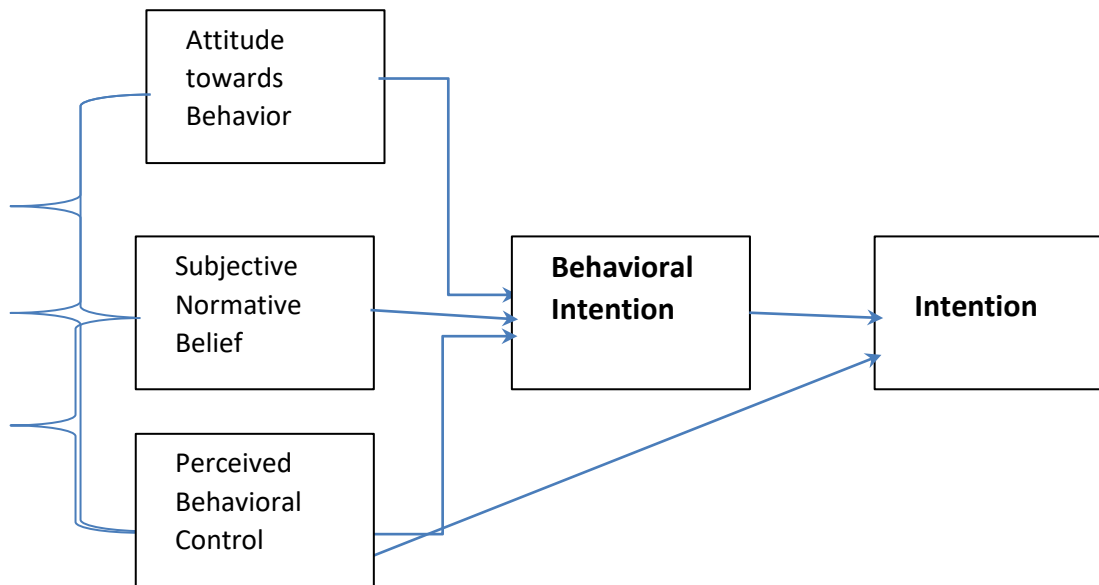 Attitude
towards
Behavior
Subjective
Normative
Belief
Perceived
Behavioral
Control
Behavioral
Intention
Intention